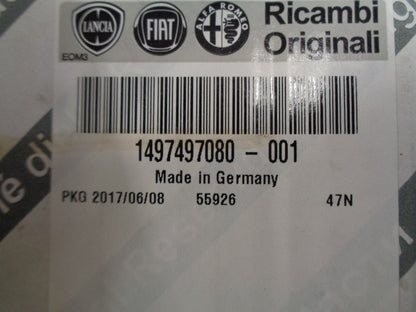 LANCIA FIAT ALFA ROMEO Ricambi
Originali
EOM3
1497497080 - 001
Made in Germany
PKG 2017/06/08 55926 47N